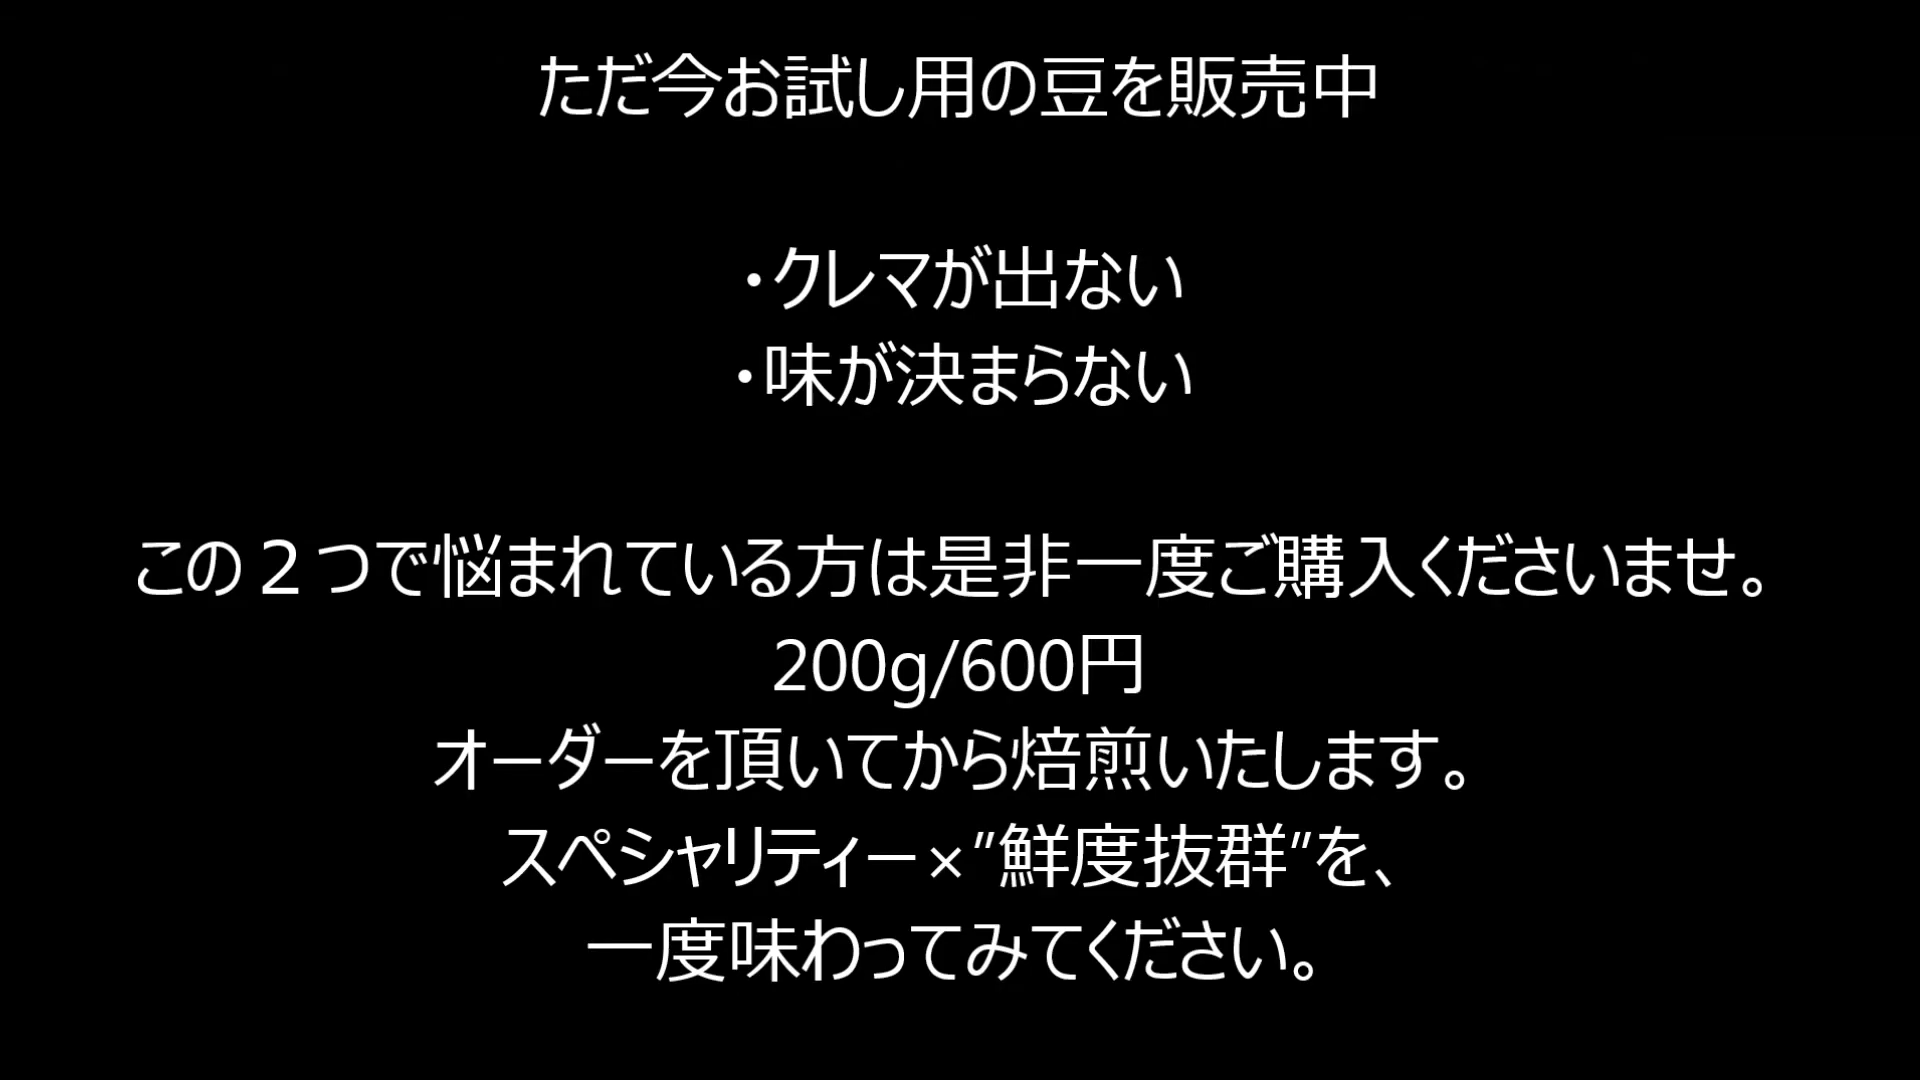 ただ今お試し用の豆を販売中
・クレマが出ない
・味が決まらない
この２つで悩まれている方は是非一度ご購入くださいませ。
200g/600円
オーダーを頂いてから焙煎いたします。
スペシャリティー×”鮮度抜群”を、
一度味わってみてください。